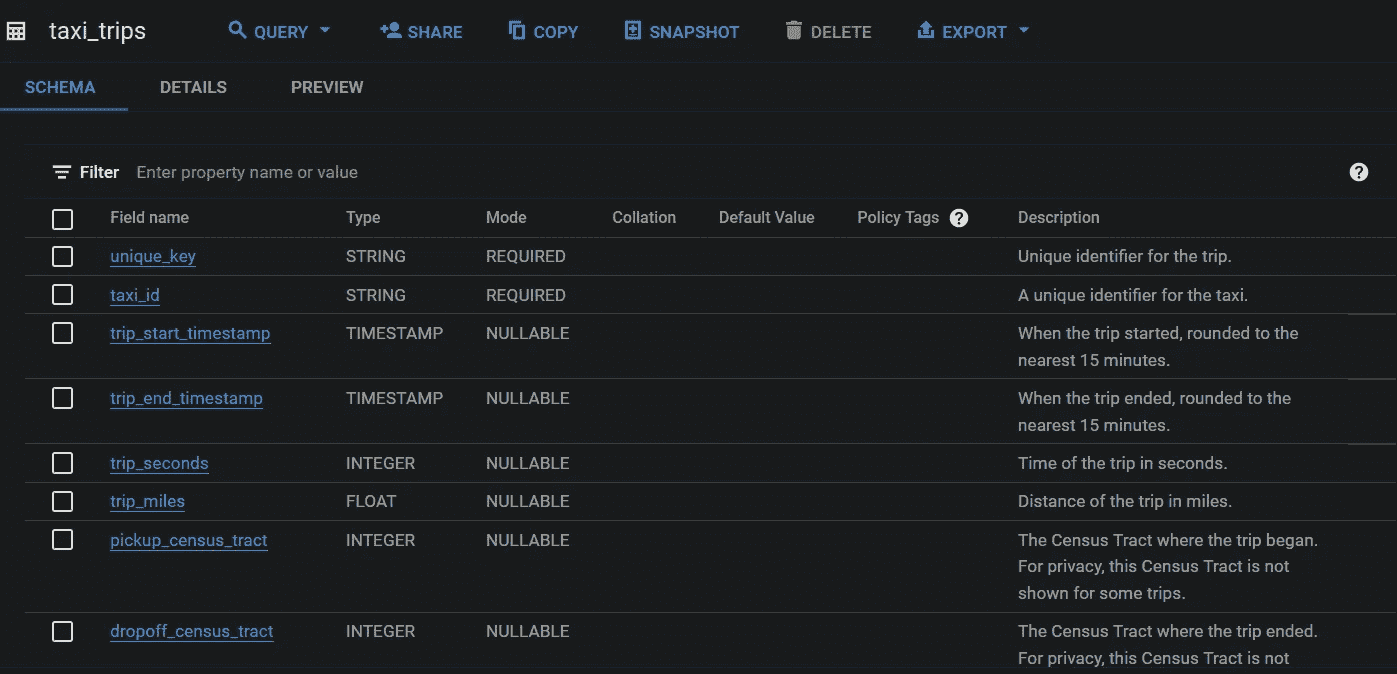 taxi_trips QUERY SHARE COPY SNAPSHOT DELETE EXPORT
SCHEMA DETAILS PREVIEW
Filter Enter property name or value ?
Field name Type Mode Collation Default Value Policy Tags ? Description
unique_key STRING REQUIRED Unique identifier for the trip.
taxi_id STRING REQUIRED A unique identifier for the taxi.
trip_start_timestamp TIMESTAMP NULLABLE When the trip started, rounded to the
nearest 15 minutes.
trip_end_timestamp TIMESTAMP NULLABLE When the trip ended, rounded to the
nearest 15 minutes.
trip_seconds INTEGER NULLABLE Time of the trip in seconds.
trip_miles FLOAT NULLABLE Distance of the trip in miles.
pickup_census_tract INTEGER NULLABLE The Census Tract where the trip began.
For privacy, this Census Tract is not
shown for some trips.
dropoff_census_tract INTEGER NULLABLE The Census Tract where the trip ended.
For privacy, this Census Tract is not